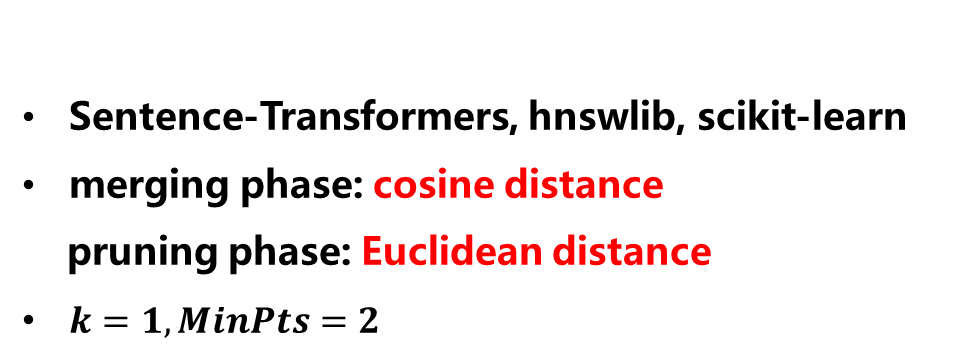 • Sentence-Transformers, hnswlib, scikit-learn
• merging phase: cosine distance
pruning phase: Euclidean distance
• k = 1, MinPts = 2